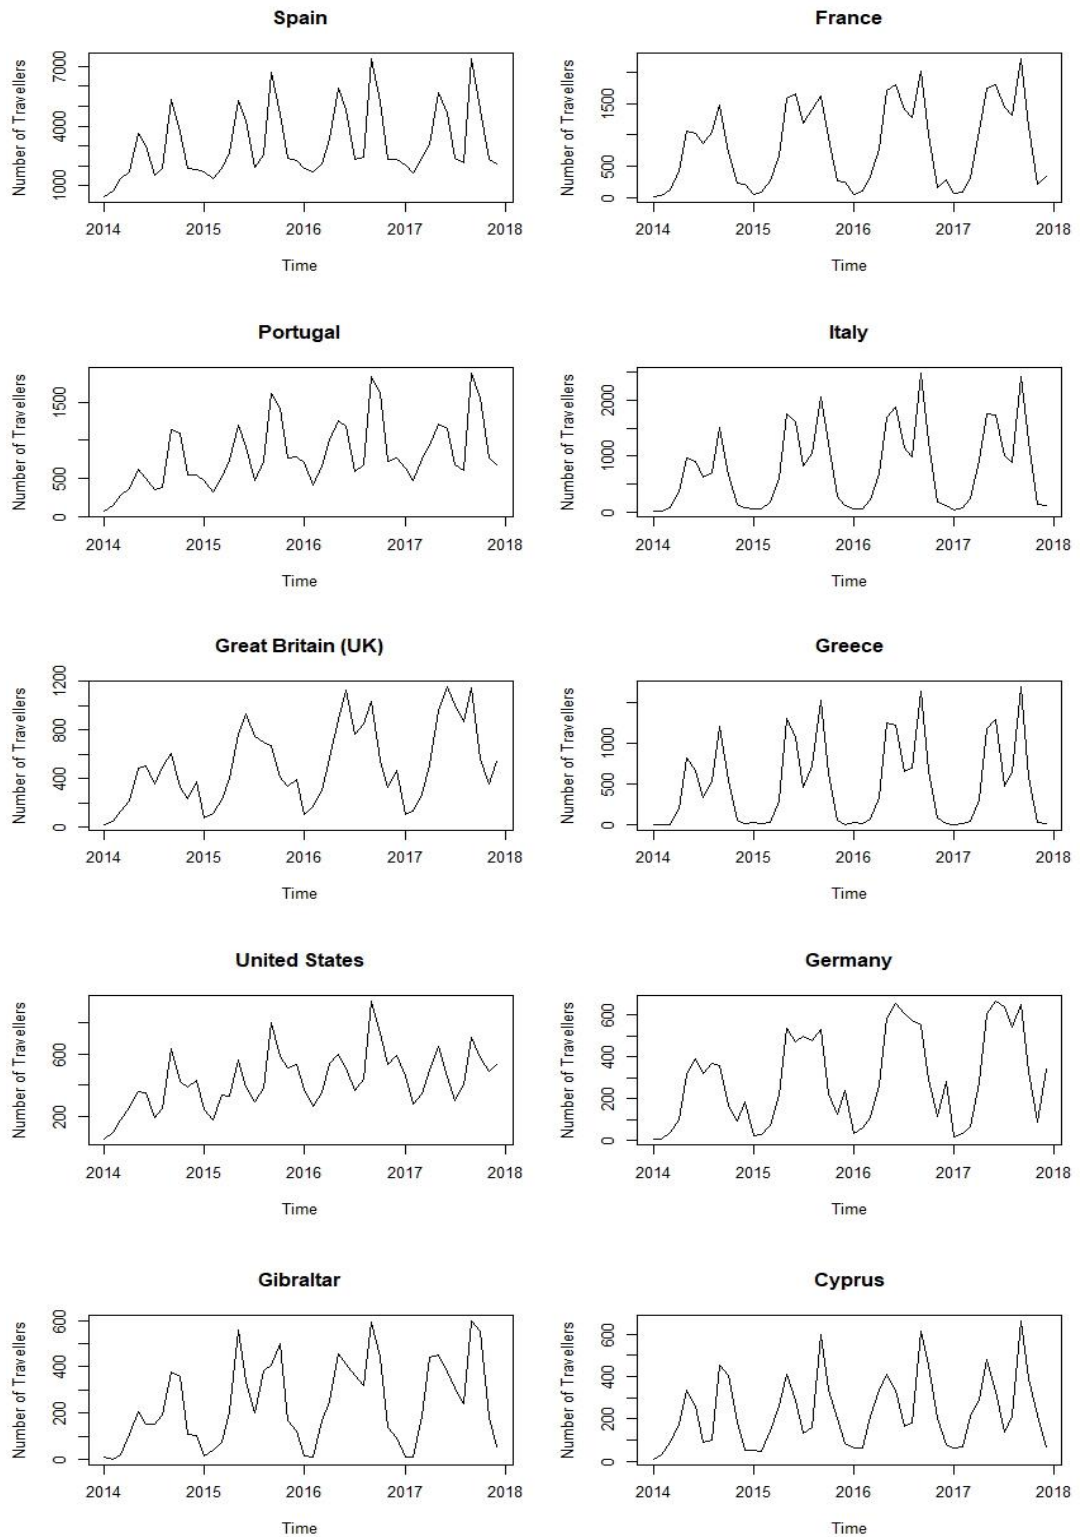 Spain
Number of Travellers
7000
4000
1000
2014 2015 2016 2017 2018
Time
France
Number of Travellers
1500
500
0
2014 2015 2016 2017 2018
Time
Portugal
Number of Travellers
1500
500
0
2014 2015 2016 2017 2018
Time
Italy
Number of Travellers
2000
1000
0
2014 2015 2016 2017 2018
Time
Great Britain (UK)
Number of Travellers
1200
800
400
0
2014 2015 2016 2017 2018
Time
Greece
Number of Travellers
1000
500
0
2014 2015 2016 2017 2018
Time
United States
Number of Travellers
600
200
2014 2015 2016 2017 2018
Time
Germany
Number of Travellers
600
400
200
0
2014 2015 2016 2017 2018
Time
Gibraltar
Number of Travellers
600
400
200
0
2014 2015 2016 2017 2018
Time
Cyprus
Number of Travellers
600
400
200
0
2014 2015 2016 2017 2018
Time